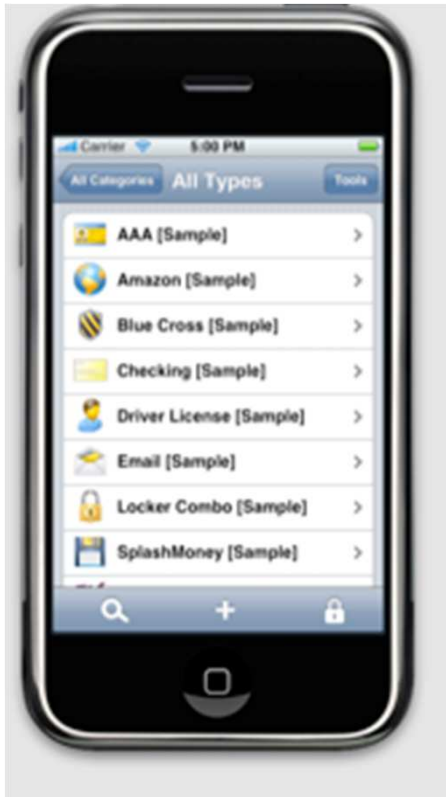 Carrier 5:00 PM
All Categories All Types Tools
AAA [Sample]
Amazon [Sample]
Blue Cross [Sample]
Checking [Sample]
Driver License [Sample]
Email [Sample]
Locker Combo [Sample]
SplashMoney [Sample]